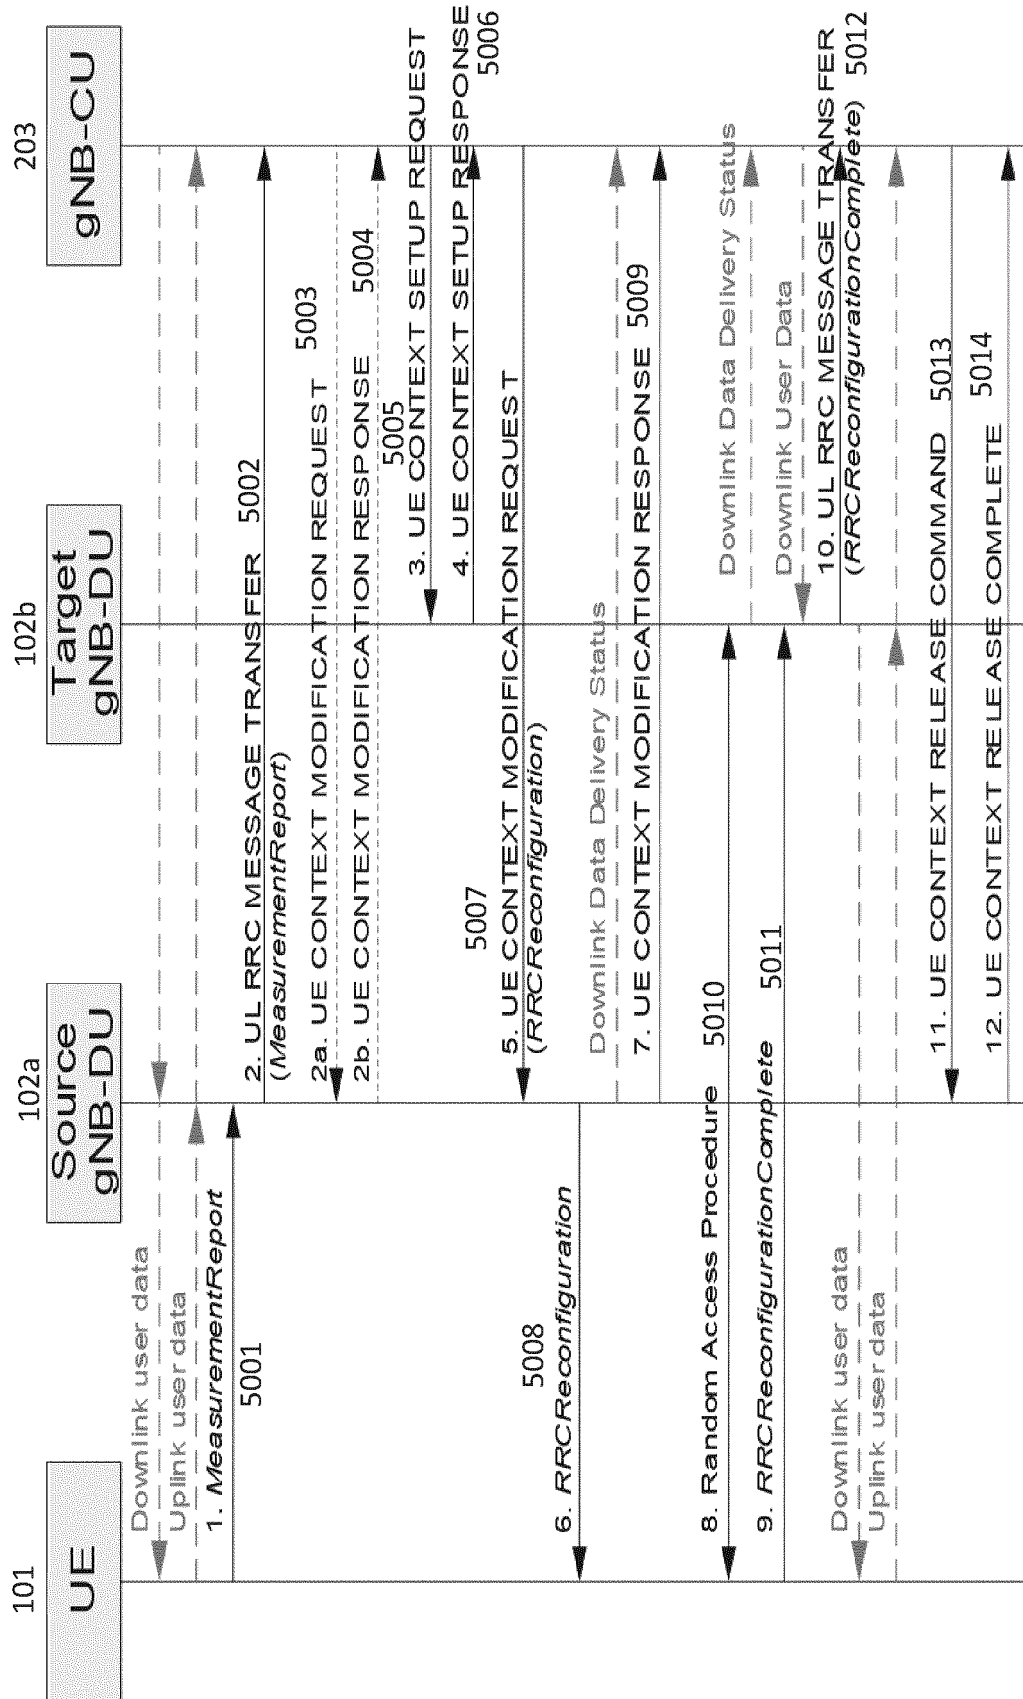 101
UE
102a
Source
gNB-DU
102b
Target
gNB-DU
203
gNB-CU
Downlink user data
Uplink user data
1. MeasurementReport
5001
2. UL RRC MESSAGE TRANSFER 5002
(MeasurementReport)
2a. UE CONTEXT MODIFICATION REQUEST 5003
2b. UE CONTEXT MODIFICATION RESPONSE 5004
5005
3. UE CONTEXT SETUP REQUEST
4. UE CONTEXT SETUP RESPONSE
5006
5007
5. UE CONTEXT MODIFICATION REQUEST
(RRCReconfiguration)
5008
6. RRCReconfiguration
Downlink Data Delivery Status
7. UE CONTEXT MODIFICATION RESPONSE 5009
8. Random Access Procedure 5010
Downlink Data Delivery Status
9. RRCReconfigurationComplete 5011
Downlink User Data
10. UL RRC MESSAGE TRANSFER
(RRCReconfigurationComplete) 5012
Downlink user data
Uplink user data
11. UE CONTEXT RELEASE COMMAND 5013
12. UE CONTEXT RELEASE COMPLETE 5014